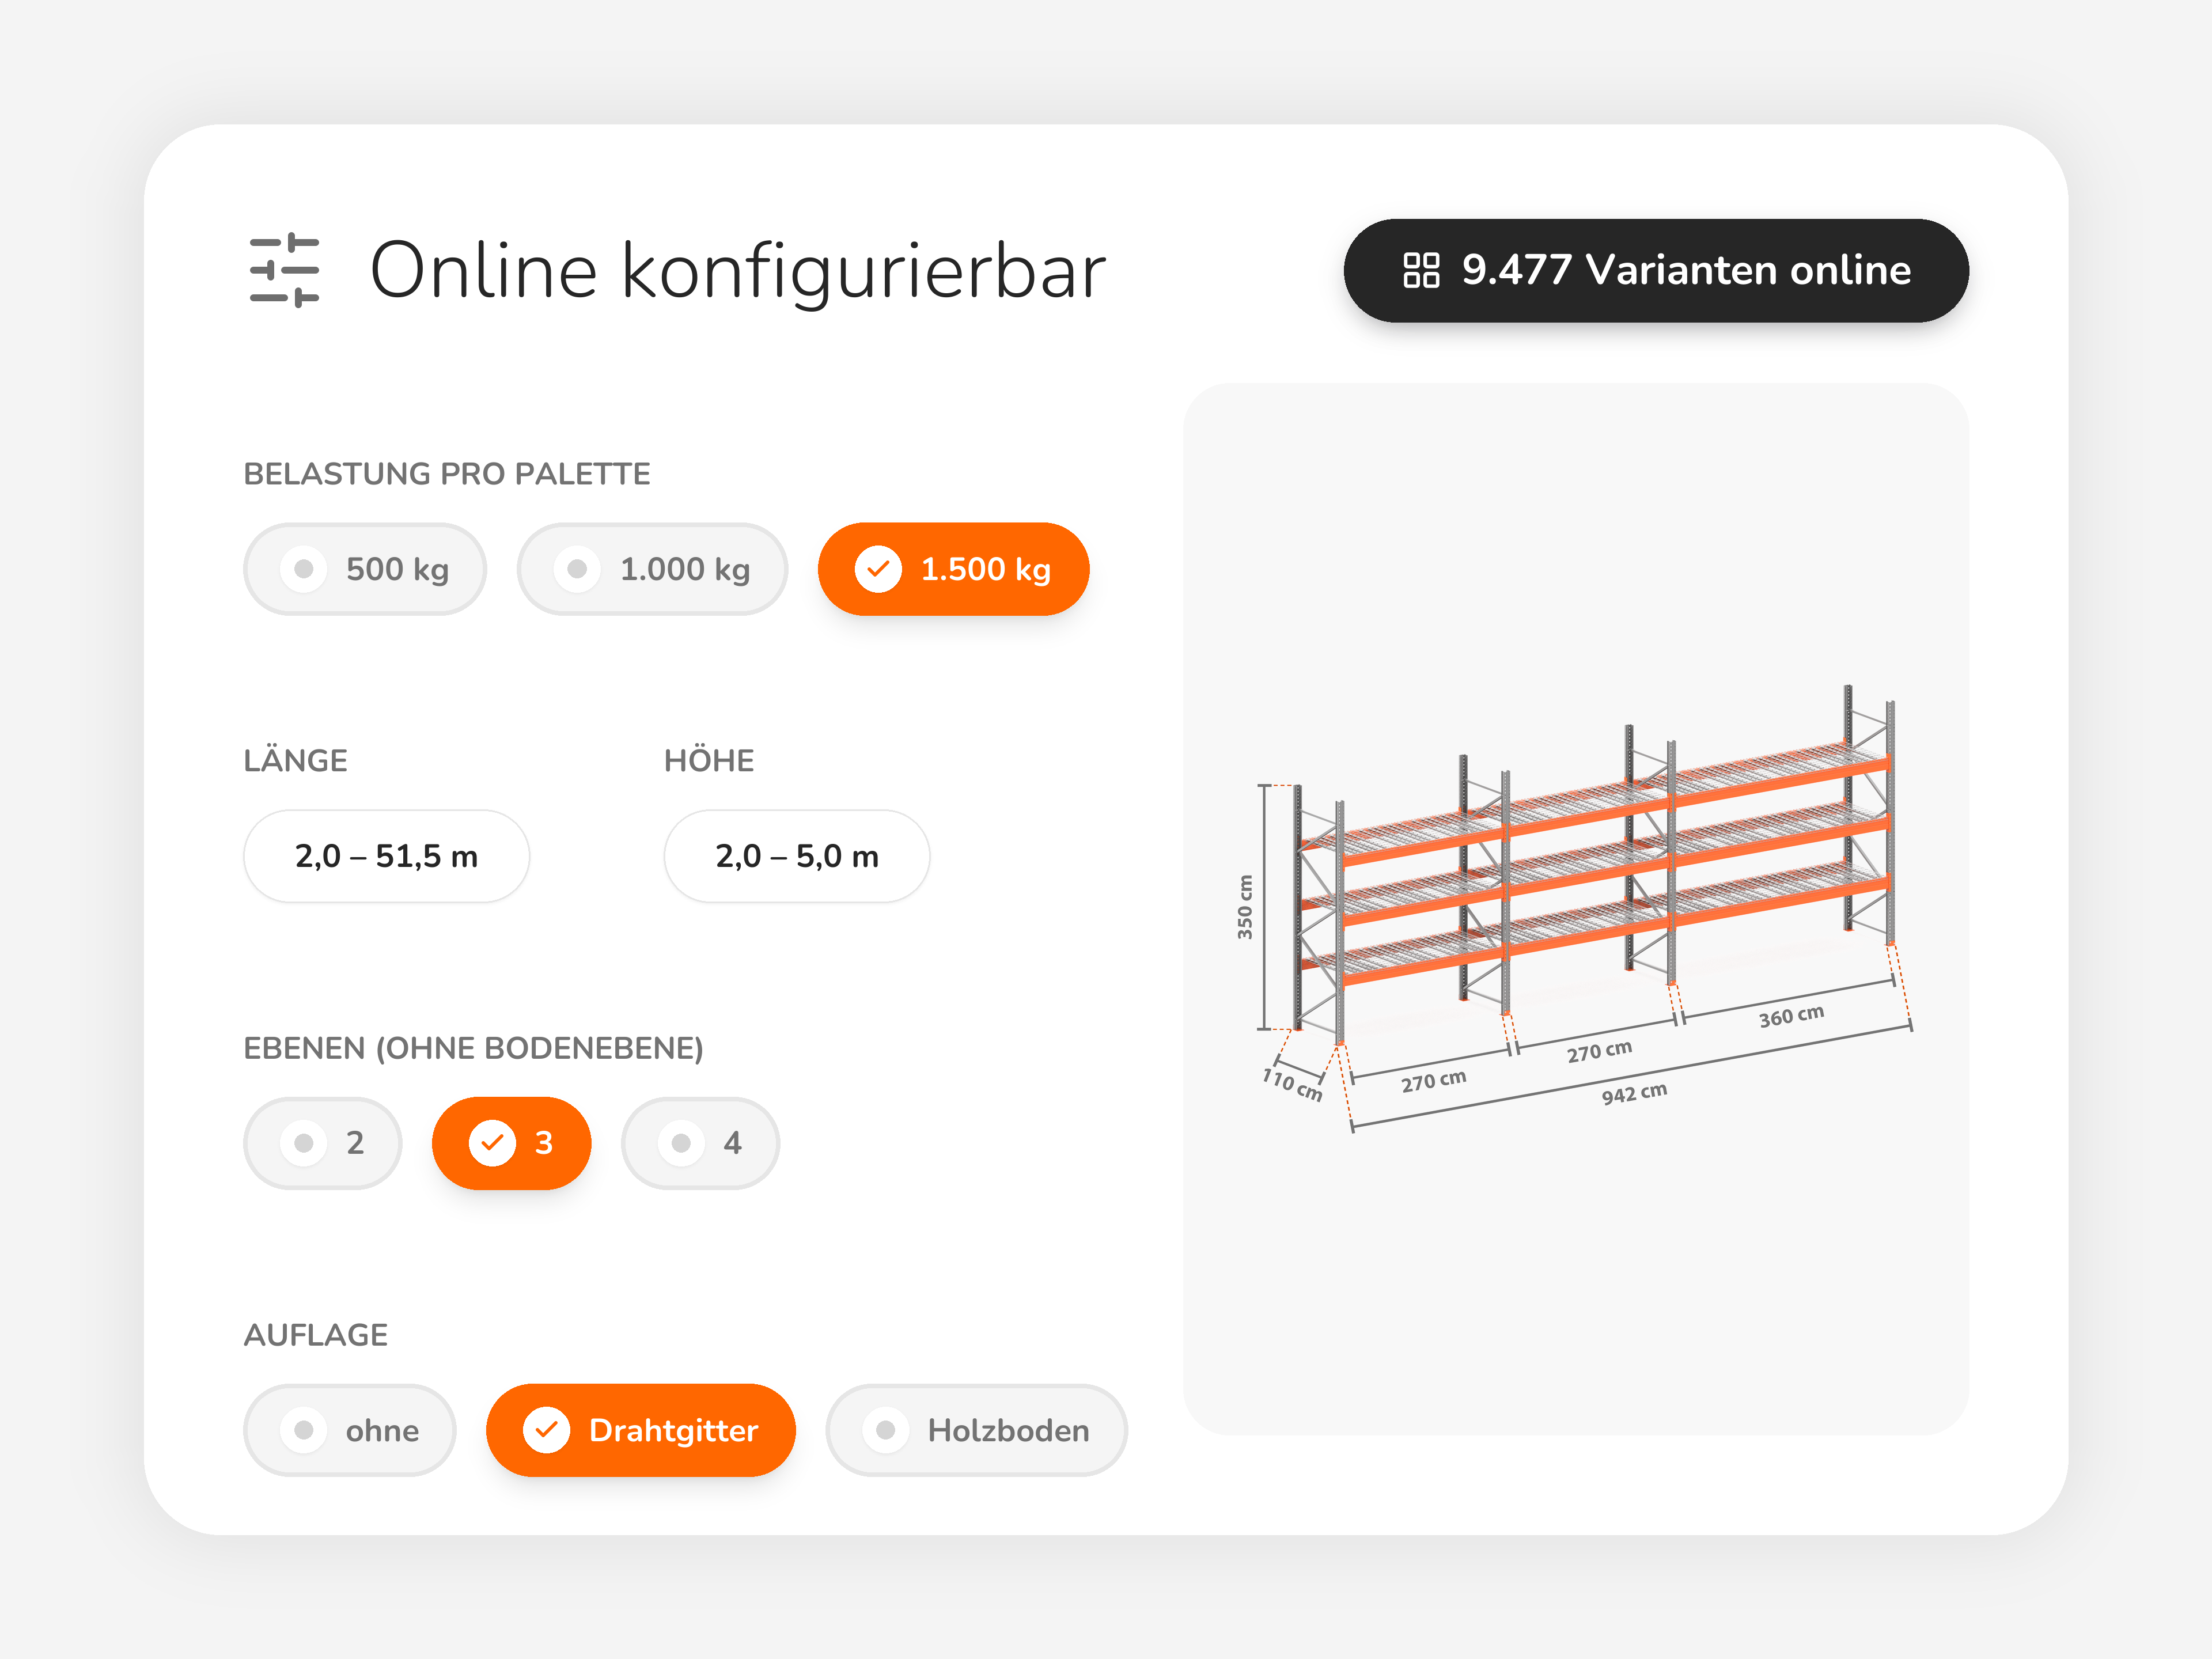 Online konfigurierbar
9.477 Varianten online
BELASTUNG PRO PALETTE
500 kg
1.000 kg
1.500 kg
LÄNGE
HÖHE
2,0 – 51,5 m
2,0 – 5,0 m
EBENEN (OHNE BODENEBENE)
2
3
4
AUFLAGE
ohne
Drahtgitter
Holzboden
350 cm
110 cm
270 cm
270 cm
360 cm
942 cm